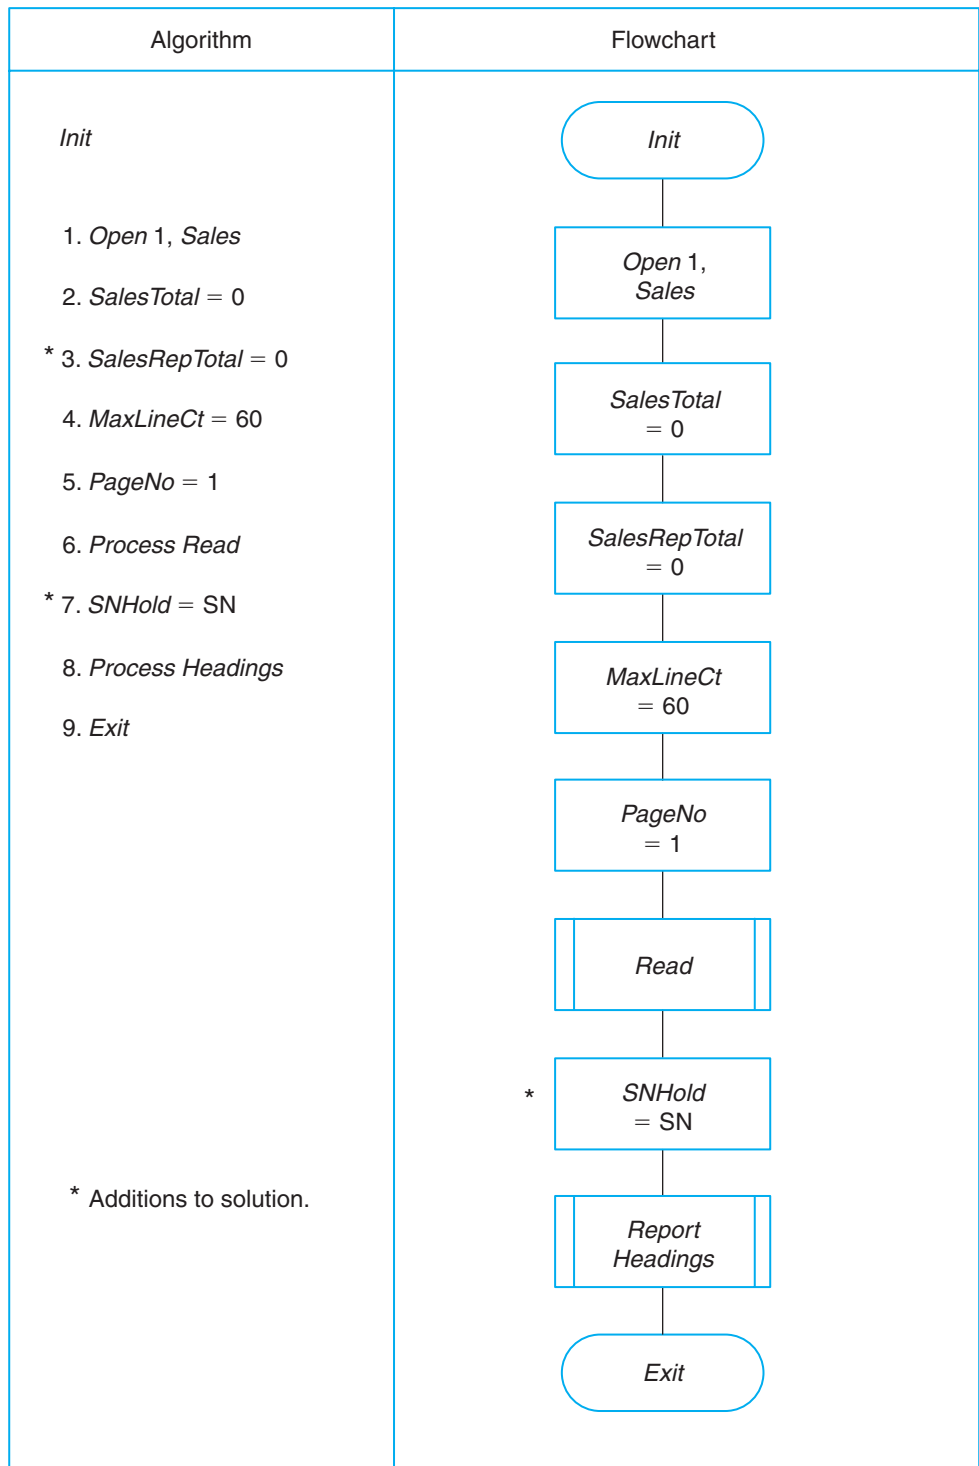 Algorithm
Flowchart
Init
1. Open 1, Sales
2. SalesTotal = 0
* 3. SalesRepTotal = 0
4. MaxLineCt = 60
5. PageNo = 1
6. Process Read
* 7. SNHold = SN
8. Process Headings
9. Exit
* Additions to solution.
Init
Open 1,
Sales
SalesTotal
= 0
SalesRepTotal
= 0
MaxLineCt
= 60
PageNo
= 1
Read
*
SNHold
= SN
Report
Headings
Exit